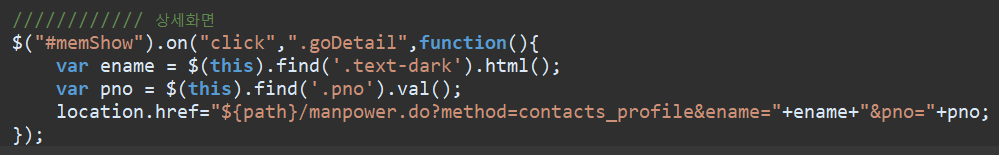 //////////// 상세화면
$("#memShow").on("click",".goDetail",function(){
    var ename = $(this).find('.text-dark').html();
    var pno = $(this).find('.pno').val();
    location.href="${path}/manpower.do?method=contacts_profile&ename="+ename+"&pno="+pno;
});